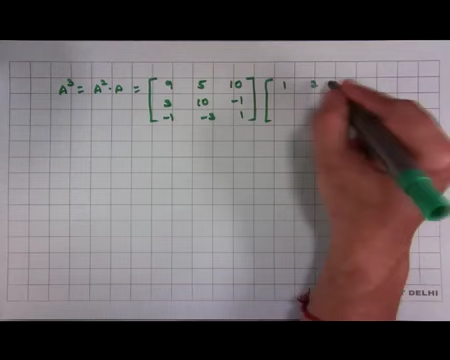 A³ = A²·A = [ 9 5 10 ] [ 1 2
3 10 -1
-1 -3 1
DELHI